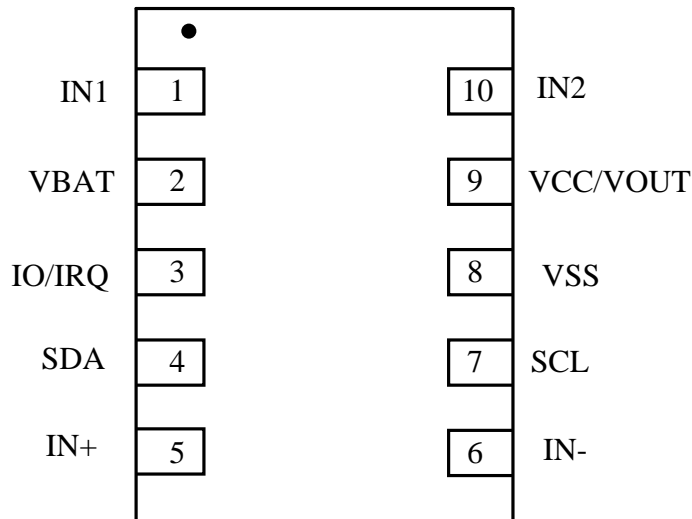 IN1 1 10 IN2
VBAT 2 9 VCC/VOUT
IO/IRQ 3 8 VSS
SDA 4 7 SCL
IN+ 5 6 IN-